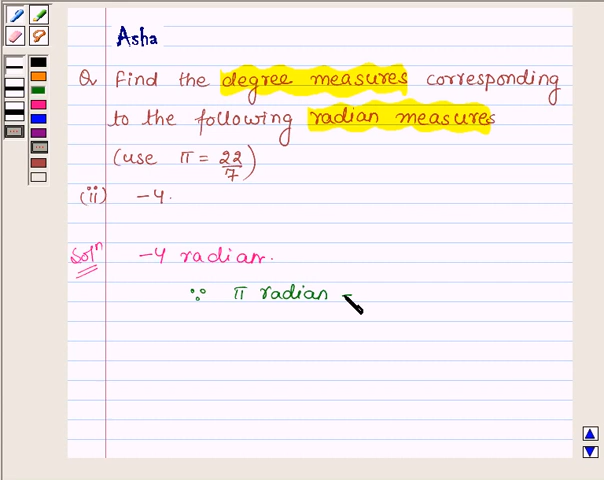 Asha
Q Find the degree measures corresponding
to the following radian measures
(use π = 22/7)
(ii) -4.
Solⁿ -4 radian.
∵ π radian